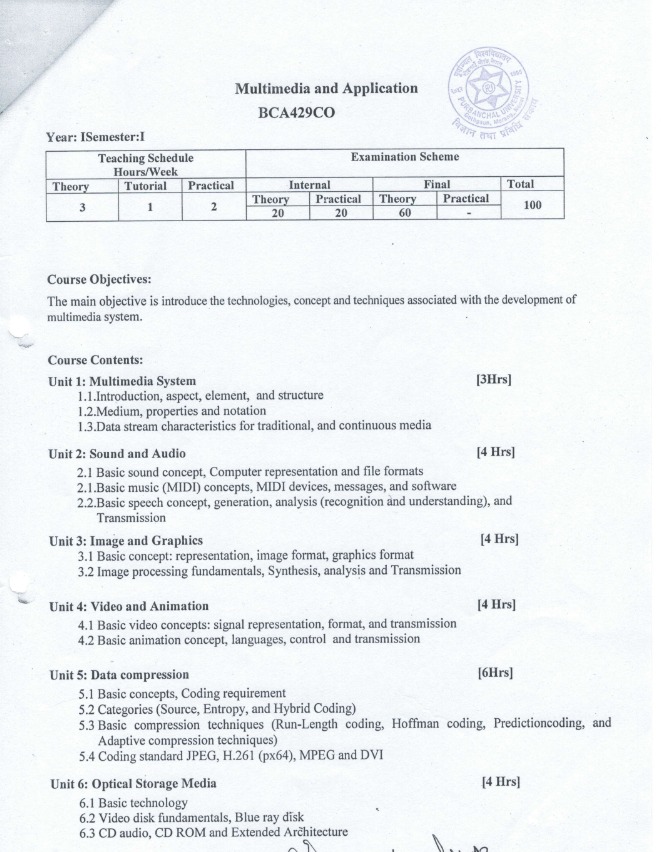 Multimedia and Application
BCA429CO
PURBANCHAL UNIVERSITY
Year: ISemester:I
Teaching Schedule Hours/Week
Examination Scheme
Theory Tutorial Practical Internal Final Total
Theory Practical Theory Practical
3 1 2 20 20 60 - 100
Course Objectives:
The main objective is introduce the technologies, concept and techniques associated with the development of
multimedia system.
Course Contents:
Unit 1: Multimedia System [3Hrs]
1.1.Introduction, aspect, element, and structure
1.2.Medium, properties and notation
1.3.Data stream characteristics for traditional, and continuous media
Unit 2: Sound and Audio [4 Hrs]
2.1 Basic sound concept, Computer representation and file formats
2.1.Basic music (MIDI) concepts, MIDI devices, messages, and software
2.2.Basic speech concept, generation, analysis (recognition and understanding), and
Transmission
Unit 3: Image and Graphics [4 Hrs]
3.1 Basic concept: representation, image format, graphics format
3.2 Image processing fundamentals, Synthesis, analysis and Transmission
Unit 4: Video and Animation [4 Hrs]
4.1 Basic video concepts: signal representation, format, and transmission
4.2 Basic animation concept, languages, control and transmission
Unit 5: Data compression [6Hrs]
5.1 Basic concepts, Coding requirement
5.2 Categories (Source, Entropy, and Hybrid Coding)
5.3 Basic compression techniques (Run-Length coding, Hoffman coding, Predictioncoding, and
Adaptive compression techniques)
5.4 Coding standard JPEG, H.261 (px64), MPEG and DVI
Unit 6: Optical Storage Media [4 Hrs]
6.1 Basic technology
6.2 Video disk fundamentals, Blue ray disk
6.3 CD audio, CD ROM and Extended Architecture